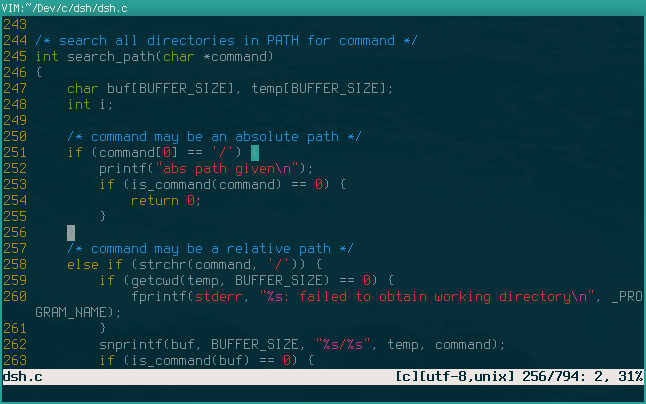 VIM:~/Dev/c/dsh/dsh.c
243
244 /* search all directories in PATH for command */
245 int search_path(char *command)
246 {
247     char buf[BUFFER_SIZE], temp[BUFFER_SIZE];
248     int i;
249
250     /* command may be an absolute path */
251     if (command[0] == '/') {
252         printf("abs path given\n");
253         if (is_command(command) == 0) {
254             return 0;
255         }
256     }
257     /* command may be a relative path */
258     else if (strchr(command, '/')) {
259         if (getcwd(temp, BUFFER_SIZE) == 0) {
260             fprintf(stderr, "%s: failed to obtain working directory\n", _PRO
GRAM_NAME);
261         }
262         snprintf(buf, BUFFER_SIZE, "%s/%s", temp, command);
263         if (is_command(buf) == 0) {
dsh.c [c][utf-8,unix] 256/794: 2, 31%